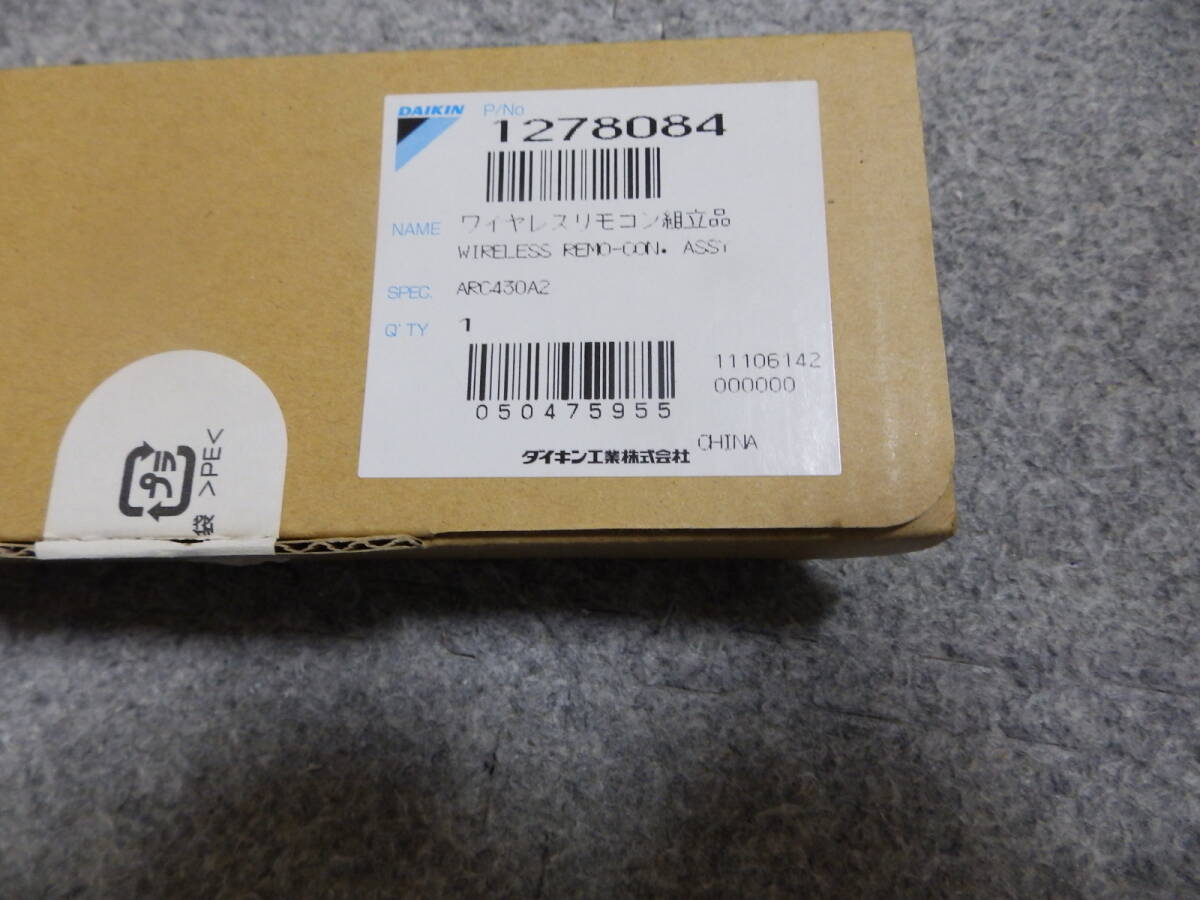 DAIKIN
P/No
1278084
NAME ワイヤレスリモコン組立品
WIRELESS REMO-CON. ASSY
SPEC. ARC430A2
Q'TY 1
050475955
11106142
000000
ダイキン工業株式会社
CHINA
プラ
袋 >PE<